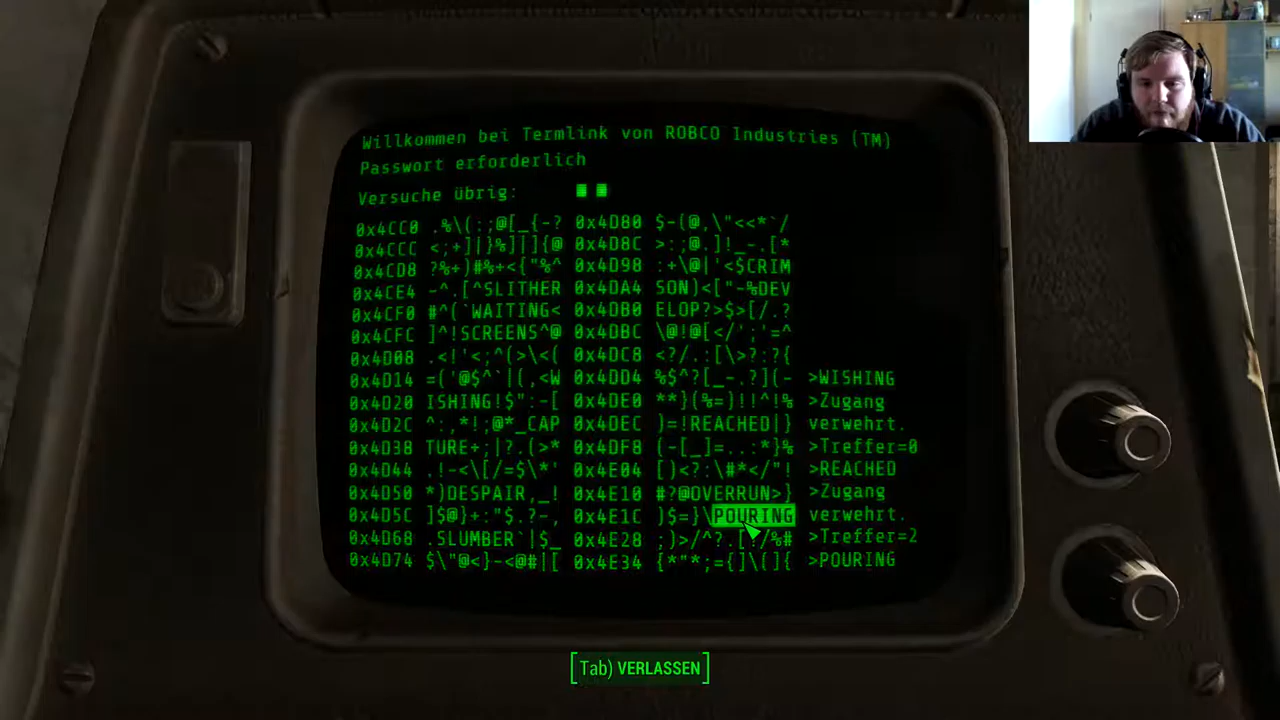 Willkommen bei Termlink von ROBCO Industries (TM)
Passwort erforderlich
Versuche übrig:
0x4CC0 .%\(:;@[_{-? 0x4D80 $-(@,\"<<*`/
0x4CCC <;+]|}%]|]{@ 0x4D8C >:;@.]!_-.[*
0x4CD8 ?%+)#%+<{"%^ 0x4D98 :+\@|'<$CRIM
0x4CE4 -^.[^SLITHER 0x4DA4 SON)<["-%DEV
0x4CF0 #^(`WAITING< 0x4DB0 ELOP?>$>[/.?
0x4CFC ]^!SCREENS^@ 0x4DBC \@!@[</';'=^
0x4D08 .<!'<;^(>\<( 0x4DC8 <?/.:[\>?:?{
0x4D14 =('@$^`|(,<W 0x4DD4 %$^?[_-.?](- >WISHING
0x4D20 ISHING!$":-[ 0x4DE0 **}(%=)!!^!% >Zugang
0x4D2C ^:,*!;@*_CAP 0x4DEC )=!REACHED|} verwehrt.
0x4D38 TURE+;|?.(>* 0x4DF8 (-[_]=..:*}% >Treffer=0
0x4D44 .!-<\[/=$\*' 0x4E04 [)<?:\#*</"! >REACHED
0x4D50 *)DESPAIR,_! 0x4E10 #?@OVERRUN>} >Zugang
0x4D5C ]$@}+:"$.?-, 0x4E1C )$=}\POURING verwehrt.
0x4D68 .SLUMBER`|$_ 0x4E28 ;)>/^?.[?/%# >Treffer=2
0x4D74 $\"@<}-<@#|[ 0x4E34 {*"*;={]\(]{ >POURING
Tab) VERLASSEN